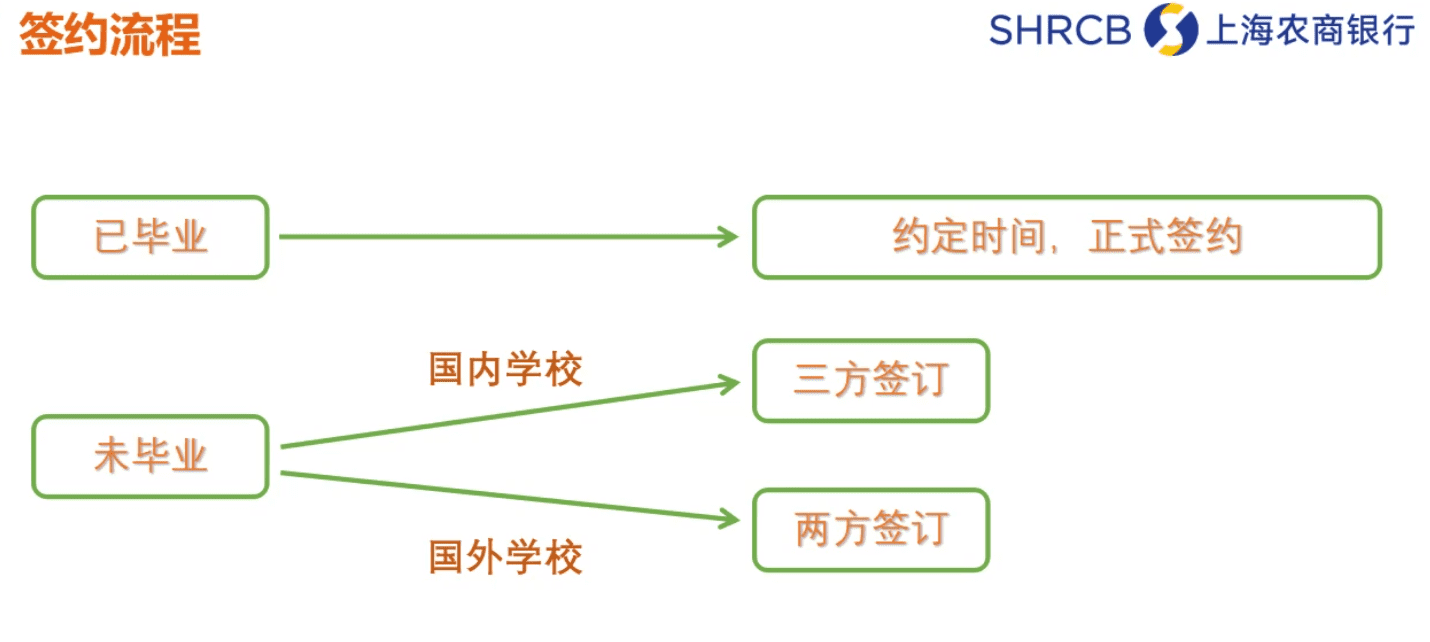 签约流程
SHRCB 上海农商银行
已毕业
约定时间，正式签约
国内学校
三方签订
未毕业
两方签订
国外学校